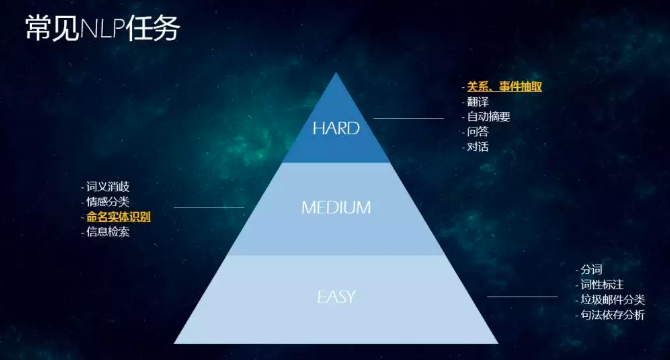 常见NLP任务
HARD
- 关系、事件抽取
- 翻译
- 自动摘要
- 问答
- 对话
MEDIUM
- 词义消歧
- 情感分类
- 命名实体识别
- 信息检索
EASY
- 分词
- 词性标注
- 垃圾邮件分类
- 句法依存分析